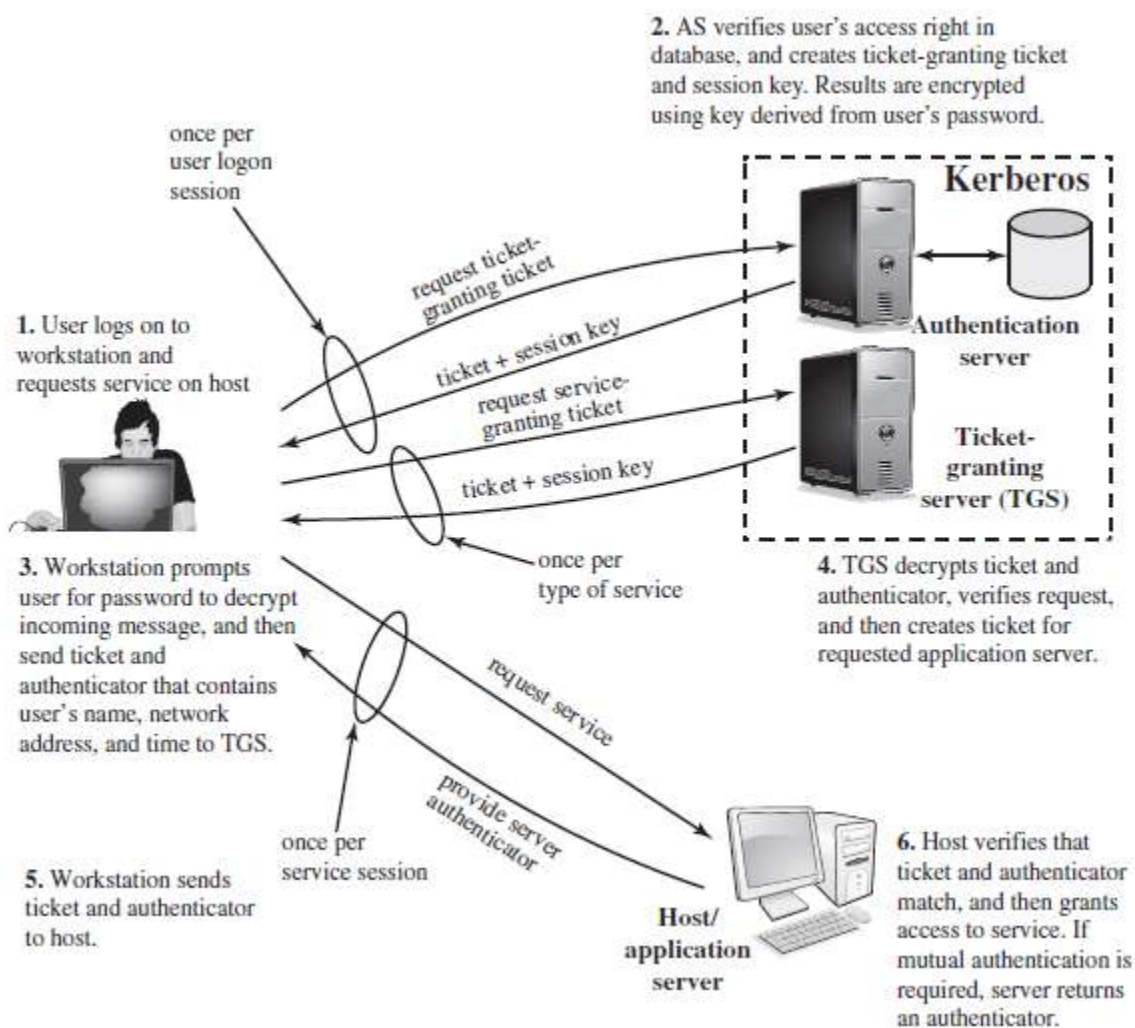 2. AS verifies user's access right in
database, and creates ticket-granting ticket
and session key. Results are encrypted
using key derived from user's password.
once per
user logon
session
Kerberos
request ticket-
granting ticket
1. User logs on to
workstation and
requests service on host
ticket + session key
Authentication
server
request service-
granting ticket
ticket + session key
Ticket-
granting
server (TGS)
once per
type of service
3. Workstation prompts
user for password to decrypt
incoming message, and then
send ticket and
authenticator that contains
user's name, network
address, and time to TGS.
4. TGS decrypts ticket and
authenticator, verifies request,
and then creates ticket for
requested application server.
request service
provide server
authenticator
once per
service session
5. Workstation sends
ticket and authenticator
to host.
Host/
application
server
6. Host verifies that
ticket and authenticator
match, and then grants
access to service. If
mutual authentication is
required, server returns
an authenticator.